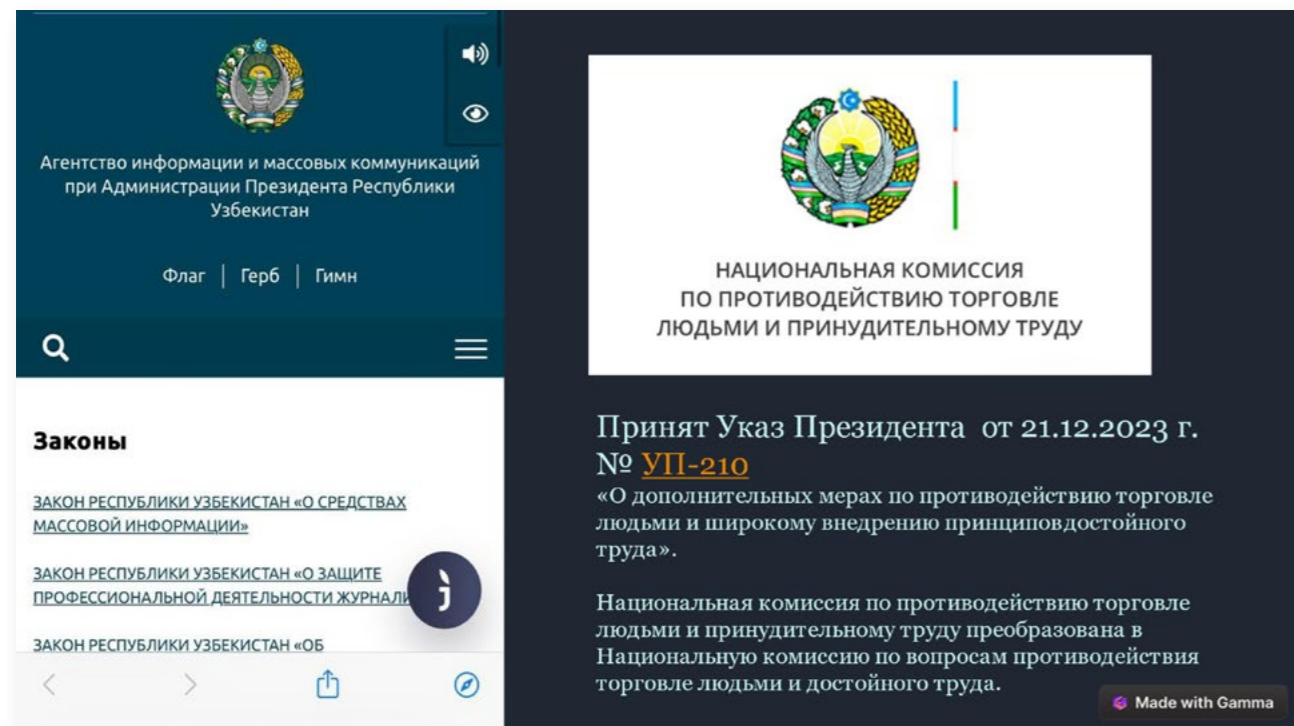 Агентство информации и массовых коммуникаций
при Администрации Президента Республики
Узбекистан
Флаг | Герб | Гимн
Законы
ЗАКОН РЕСПУБЛИКИ УЗБЕКИСТАН «О СРЕДСТВАХ
МАССОВОЙ ИНФОРМАЦИИ»
ЗАКОН РЕСПУБЛИКИ УЗБЕКИСТАН «О ЗАЩИТЕ
ПРОФЕССИОНАЛЬНОЙ ДЕЯТЕЛЬНОСТИ ЖУРНАЛИ
ЗАКОН РЕСПУБЛИКИ УЗБЕКИСТАН «ОБ
НАЦИОНАЛЬНАЯ КОМИССИЯ
ПО ПРОТИВОДЕЙСТВИЮ ТОРГОВЛЕ
ЛЮДЬМИ И ПРИНУДИТЕЛЬНОМУ ТРУДУ
Принят Указ Президента от 21.12.2023 г.
№ УП-210
«О дополнительных мерах по противодействию торговле
людьми и широкому внедрению принциповдостойного
труда».
Национальная комиссия по противодействию торговле
людьми и принудительному труду преобразована в
Национальную комиссию по вопросам противодействия
торговле людьми и достойного труда.
Made with Gamma